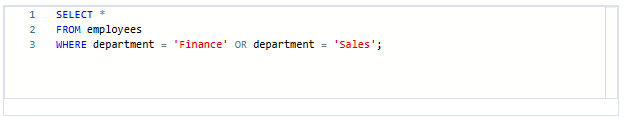 1 SELECT *
2 FROM employees
3 WHERE department = 'Finance' OR department = 'Sales';